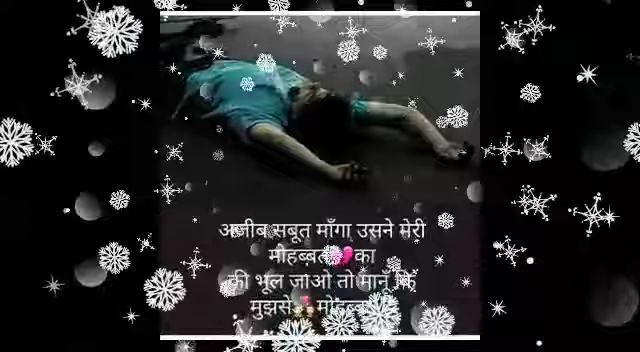 अजीब सबूत माँगा उसने मेरी
मोहब्बत💔का
की भूल जाओ तो मानूँ कि
मुझसे